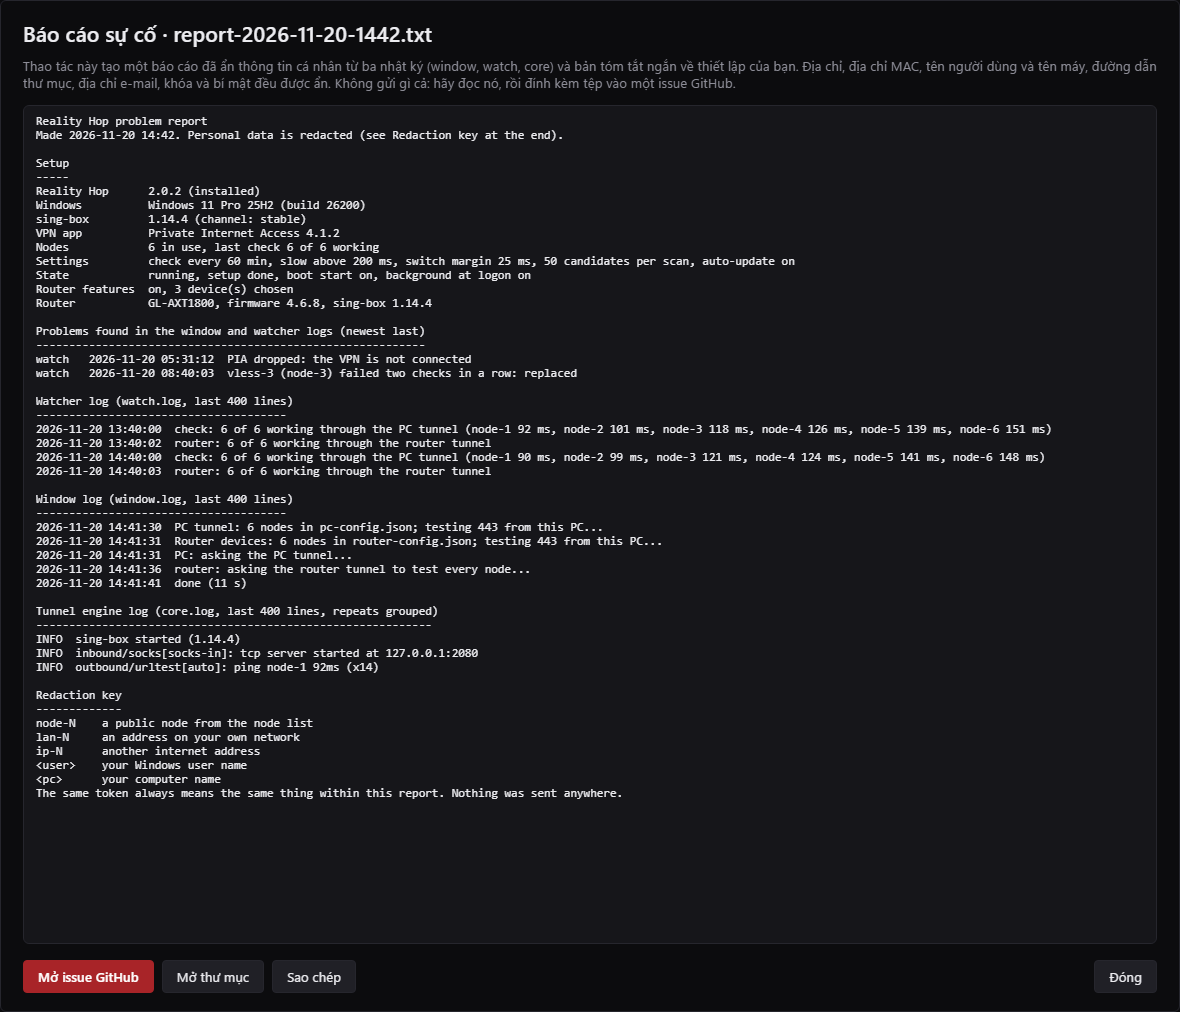 Báo cáo sự cố · report-2026-11-20-1442.txt
Thao tác này tạo một báo cáo đã ẩn thông tin cá nhân từ ba nhật ký (window, watch, core) và bản tóm tắt ngắn về thiết lập của bạn. Địa chỉ, địa chỉ MAC, tên người dùng và tên máy, đường dẫn
thư mục, địa chỉ e-mail, khóa và bí mật đều được ẩn. Không gửi gì cả: hãy đọc nó, rồi đính kèm tệp vào một issue GitHub.
Reality Hop problem report
Made 2026-11-20 14:42. Personal data is redacted (see Redaction key at the end).
Setup
-----
Reality Hop      2.0.2 (installed)
Windows          Windows 11 Pro 25H2 (build 26200)
sing-box         1.14.4 (channel: stable)
VPN app          Private Internet Access 4.1.2
Nodes            6 in use, last check 6 of 6 working
Settings         check every 60 min, slow above 200 ms, switch margin 25 ms, 50 candidates per scan, auto-update on
State            running, setup done, boot start on, background at logon on
Router features  on, 3 device(s) chosen
Router           GL-AXT1800, firmware 4.6.8, sing-box 1.14.4
Problems found in the window and watcher logs (newest last)
-----------------------------------------------------------
watch   2026-11-20 05:31:12  PIA dropped: the VPN is not connected
watch   2026-11-20 08:40:03  vless-3 (node-3) failed two checks in a row: replaced
Watcher log (watch.log, last 400 lines)
--------------------------------------
2026-11-20 13:40:00  check: 6 of 6 working through the PC tunnel (node-1 92 ms, node-2 101 ms, node-3 118 ms, node-4 126 ms, node-5 139 ms, node-6 151 ms)
2026-11-20 13:40:02  router: 6 of 6 working through the router tunnel
2026-11-20 14:40:00  check: 6 of 6 working through the PC tunnel (node-1 90 ms, node-2 99 ms, node-3 121 ms, node-4 124 ms, node-5 141 ms, node-6 148 ms)
2026-11-20 14:40:03  router: 6 of 6 working through the router tunnel
Window log (window.log, last 400 lines)
--------------------------------------
2026-11-20 14:41:30  PC tunnel: 6 nodes in pc-config.json; testing 443 from this PC...
2026-11-20 14:41:31  Router devices: 6 nodes in router-config.json; testing 443 from this PC...
2026-11-20 14:41:31  PC: asking the PC tunnel...
2026-11-20 14:41:36  router: asking the router tunnel to test every node...
2026-11-20 14:41:41  done (11 s)
Tunnel engine log (core.log, last 400 lines, repeats grouped)
------------------------------------------------------------
INFO  sing-box started (1.14.4)
INFO  inbound/socks[socks-in]: tcp server started at 127.0.0.1:2080
INFO  outbound/urltest[auto]: ping node-1 92ms (x14)
Redaction key
-------------
node-N    a public node from the node list
lan-N     an address on your own network
ip-N      another internet address
<user>    your Windows user name
<pc>      your computer name
The same token always means the same thing within this report. Nothing was sent anywhere.
Mở issue GitHub
Mở thư mục
Sao chép
Đóng